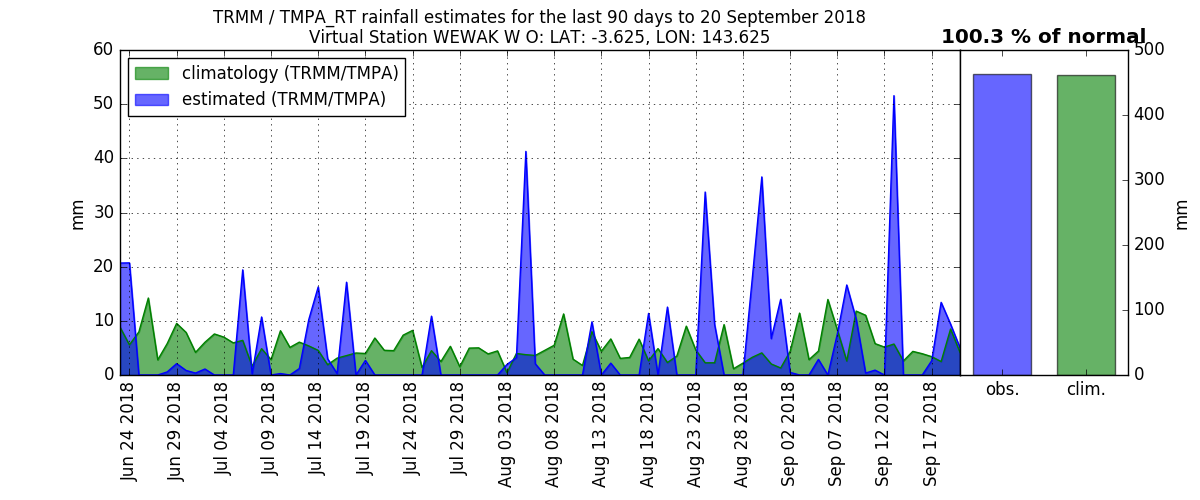 TRMM / TMPA_RT rainfall estimates for the last 90 days to 20 September 2018
Virtual Station WEWAK W O: LAT: -3.625, LON: 143.625
100.3 % of normal
climatology (TRMM/TMPA)
estimated (TRMM/TMPA)
60
50
40
30
20
10
0
mm
Jun 24 2018
Jun 29 2018
Jul 04 2018
Jul 09 2018
Jul 14 2018
Jul 19 2018
Jul 24 2018
Jul 29 2018
Aug 03 2018
Aug 08 2018
Aug 13 2018
Aug 18 2018
Aug 23 2018
Aug 28 2018
Sep 02 2018
Sep 07 2018
Sep 12 2018
Sep 17 2018
obs.
clim.
500
400
300
200
100
0
mm